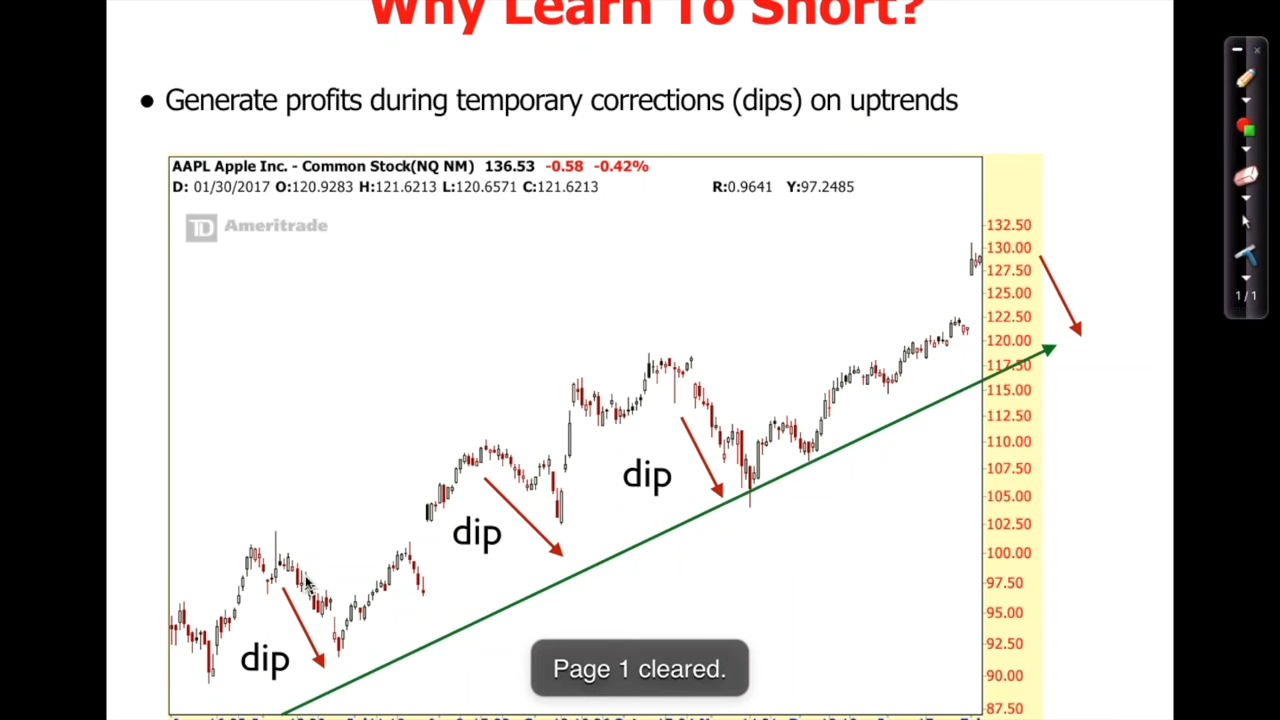 Why Learn To Short?
● Generate profits during temporary corrections (dips) on uptrends
AAPL Apple Inc. - Common Stock(NQ NM) 136.53 -0.58 -0.42%
D: 01/30/2017 O:120.9283 H:121.6213 L:120.6571 C:121.6213 R:0.9641 Y:97.2485
TD Ameritrade
132.50
130.00
127.50
125.00
122.50
120.00
117.50
115.00
112.50
110.00
107.50
105.00
102.50
100.00
97.50
95.00
92.50
90.00
87.50
dip
dip
dip
1/1
Page 1 cleared.